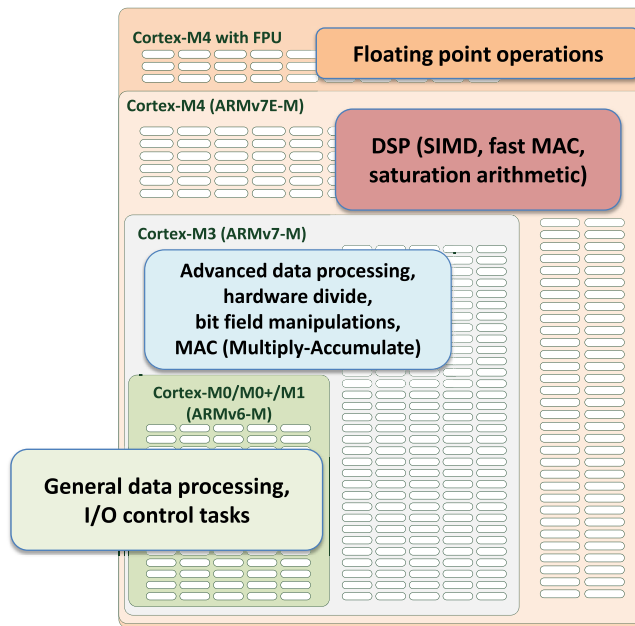 Cortex-M4 with FPU
Floating point operations
Cortex-M4 (ARMv7E-M)
DSP (SIMD, fast MAC,
saturation arithmetic)
Cortex-M3 (ARMv7-M)
Advanced data processing,
hardware divide,
bit field manipulations,
MAC (Multiply-Accumulate)
Cortex-M0/M0+/M1
(ARMv6-M)
General data processing,
I/O control tasks